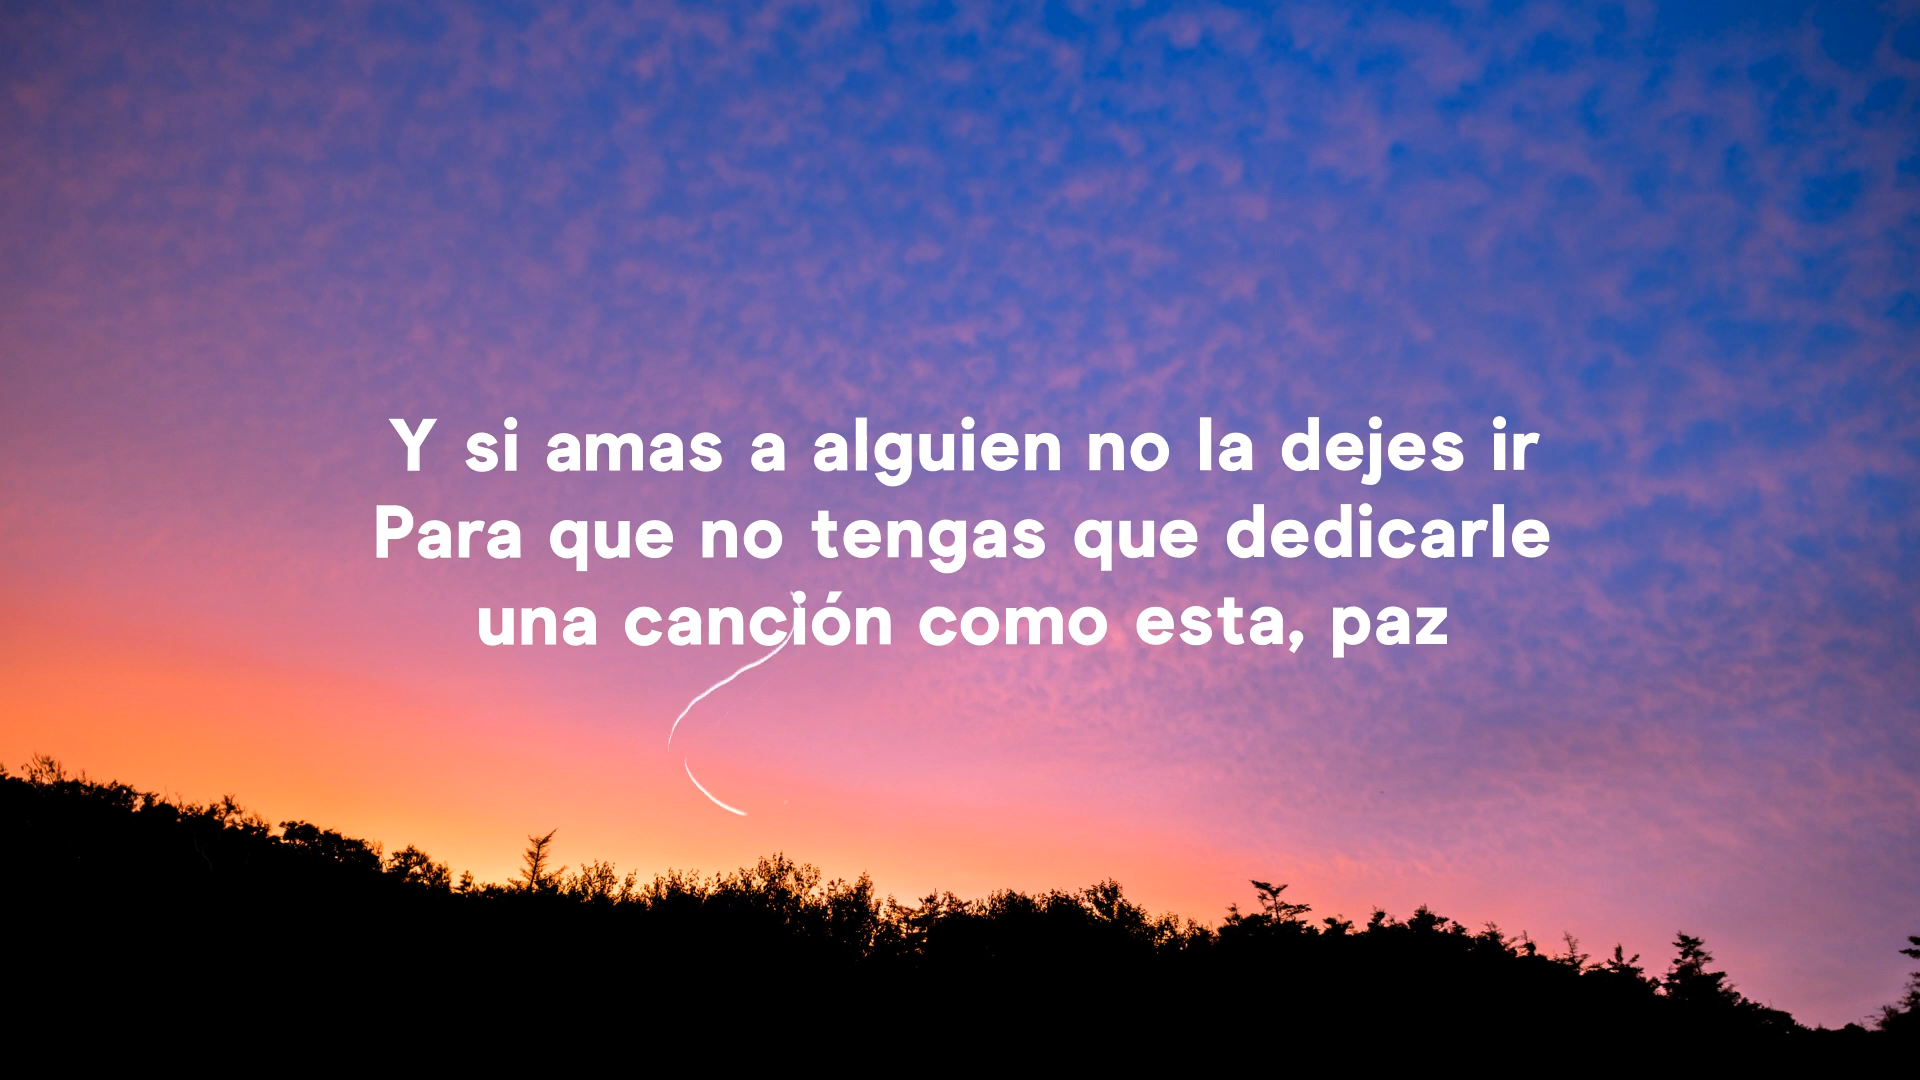 Y si amas a alguien no la dejes ir
Para que no tengas que dedicarle
una canción como esta, paz